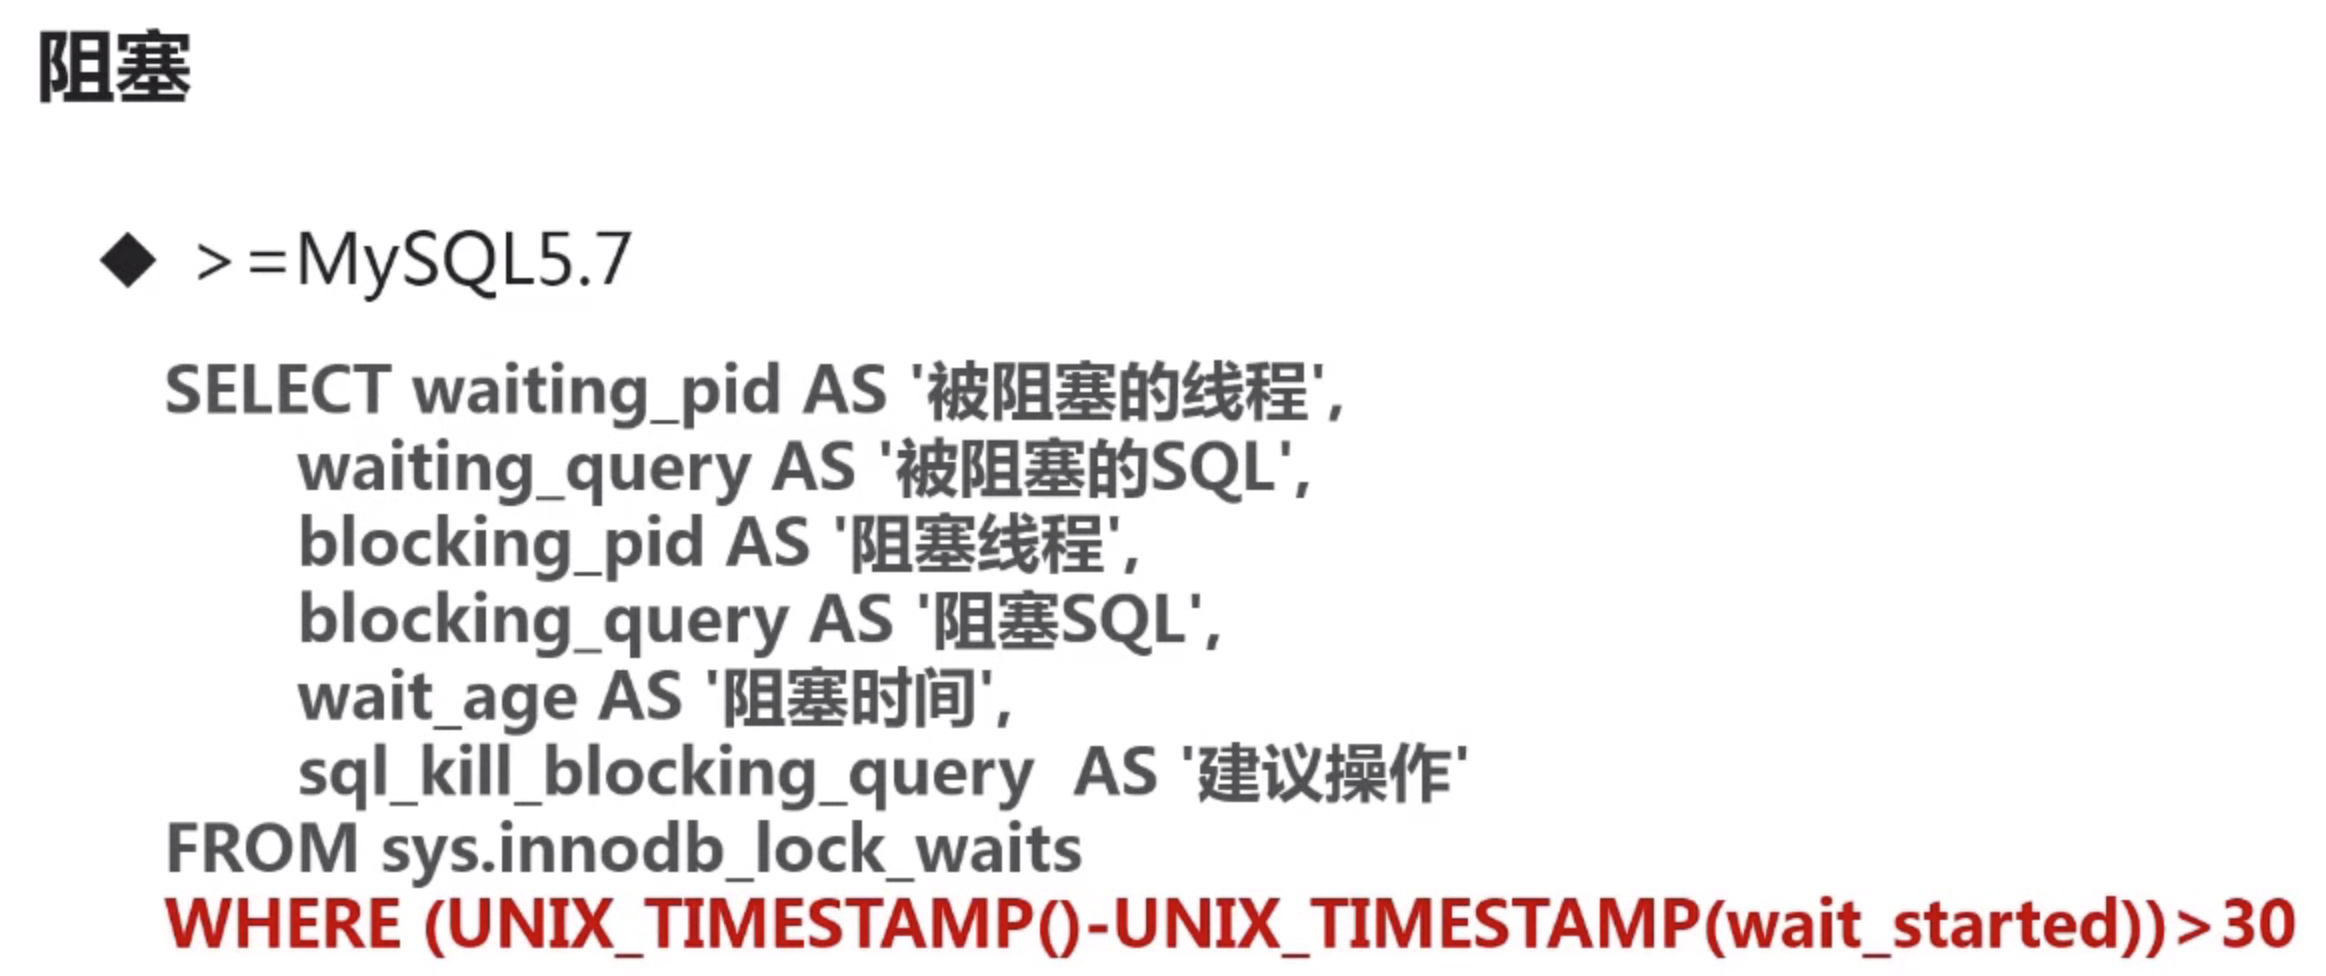 阻塞
◆ >=MySQL5.7
SELECT waiting_pid AS '被阻塞的线程',
waiting_query AS '被阻塞的SQL',
blocking_pid AS '阻塞线程',
blocking_query AS '阻塞SQL',
wait_age AS '阻塞时间',
sql_kill_blocking_query AS '建议操作'
FROM sys.innodb_lock_waits
WHERE (UNIX_TIMESTAMP()-UNIX_TIMESTAMP(wait_started))>30